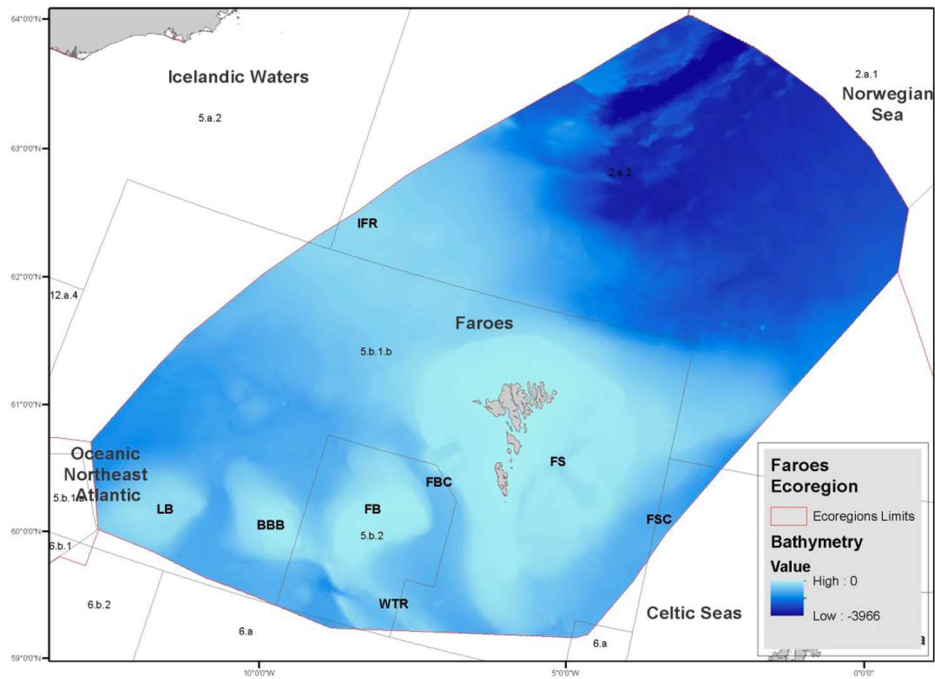 64°0'0"N
Icelandic Waters
5.a.2
2.a.1
Norwegian
Sea
63°0'0"N
2.a.2
IFR
62°0'0"N
12.a.4
Faroes
5.b.1.b
61°0'0"N
Oceanic
Northeast
Atlantic
FS
FBC
LB
BBB
FB
FSC
5.b.2
60°0'0"N
6.b.1
6.b.2
WTR
6.a
6.a
Celtic Seas
59°0'0"N
10°0'0"W
5°0'0"W
0°0'0"
Faroes
Ecoregion
Ecoregions Limits
Bathymetry
Value
High : 0
Low : -3966